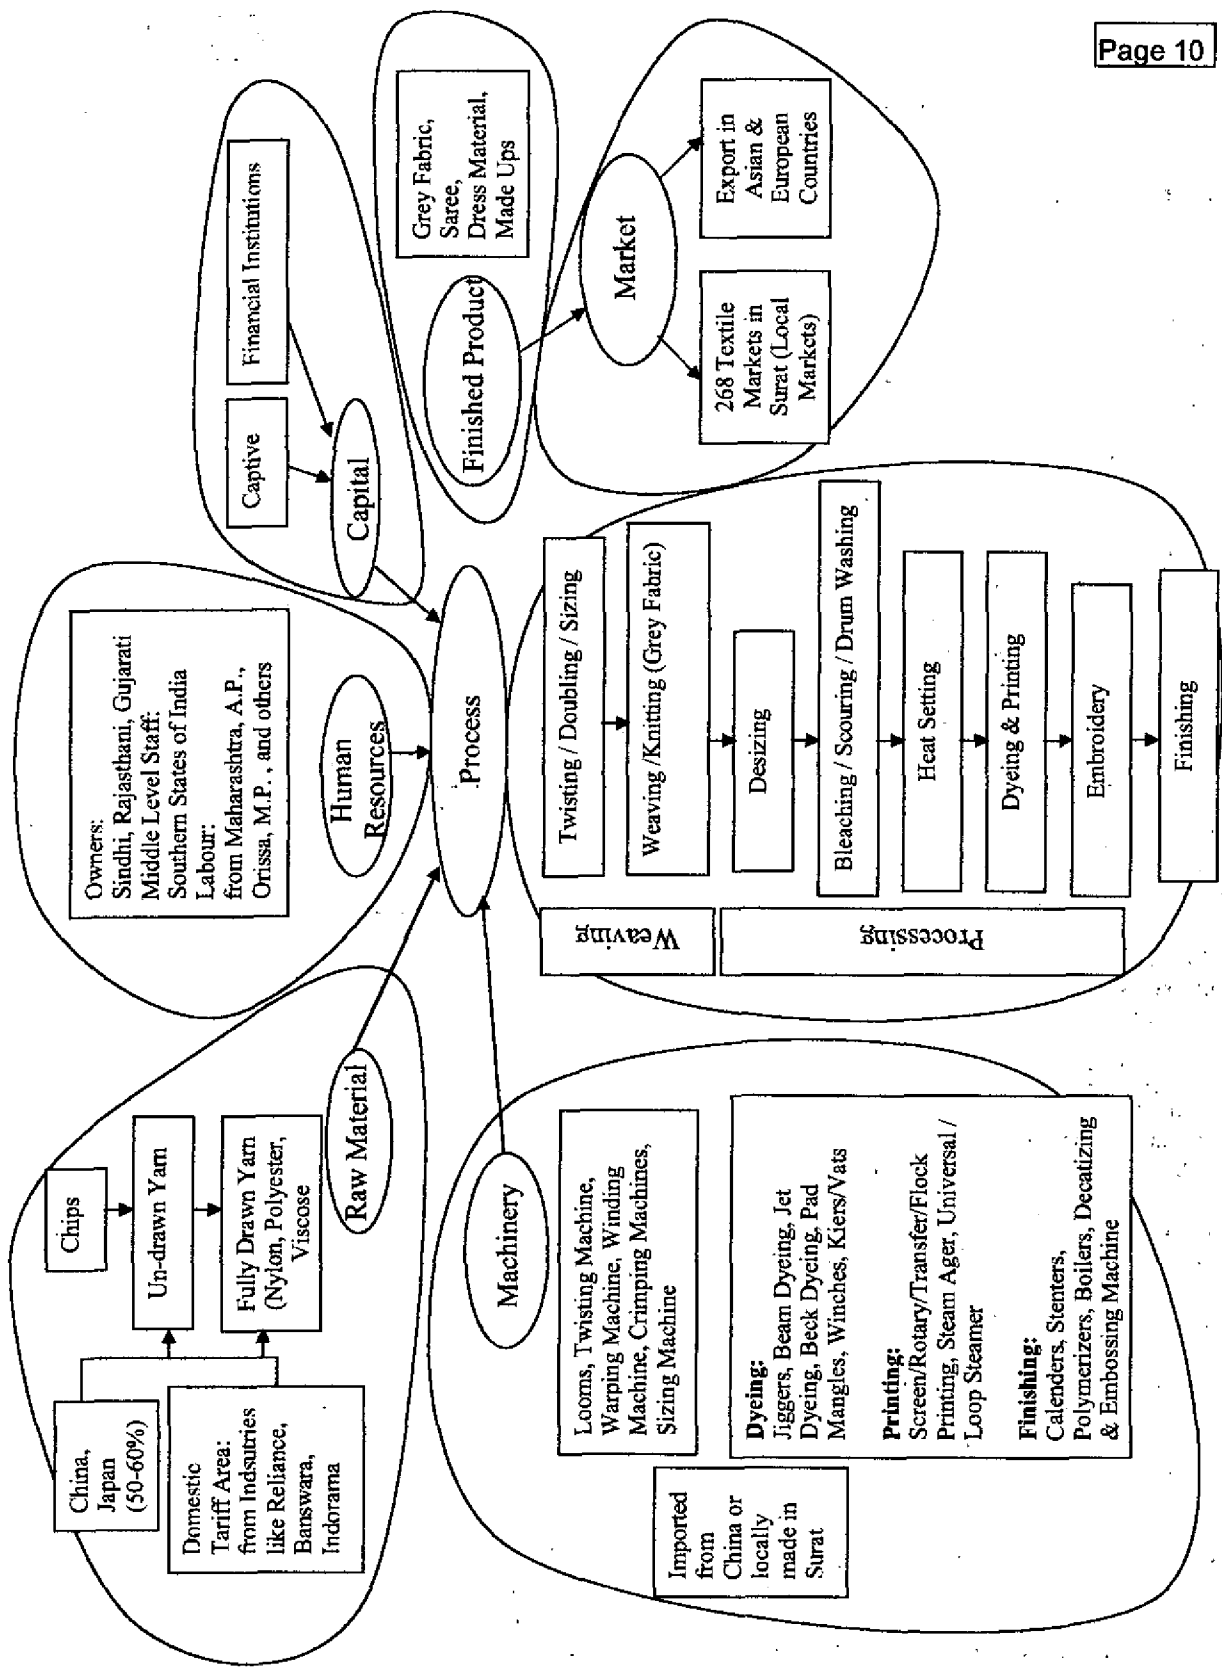 Page 10
China,
Japan
(50-60%)
Domestic
Tariff Area:
from Indsutries
like Reliance,
Banswara,
Indorama
Chips
Un-drawn Yarn
Fully Drawn Yarn
(Nylon, Polyester,
Viscose
Raw Material
Owners:
Sindhi, Rajasthani, Gujarati
Middle Level Staff:
Southern States of India
Labour:
from Maharashtra, A.P.,
Orissa, M.P. , and others
Human
Resources
Captive
Financial Institutions
Capital
Process
Grey Fabric,
Saree,
Dress Material,
Made Ups
Finished Product
Market
268 Textile
Markets in
Surat (Local
Markets)
Export in
Asian &
European
Countries
Machinery
Looms, Twisting Machine,
Warping Machine, Winding
Machine, Crimping Machines,
Sizing Machine
Imported
from
China or
locally
made in
Surat
Dyeing:
Jiggers, Beam Dyeing, Jet
Dyeing, Beck Dyeing, Pad
Mangles, Winches, Kiers/Vats
Printing:
Screen/Rotary/Transfer/Flock
Printing, Steam Ager, Universal /
Loop Steamer
Finishing:
Calenders, Stenters,
Polymerizers, Boilers, Decatizing
& Embossing Machine
Weaving
Processing
Twisting / Doubling / Sizing
Weaving /Knitting (Grey Fabric)
Desizing
Bleaching / Scouring / Drum Washing
Heat Setting
Dyeing & Printing
Embroidery
Finishing